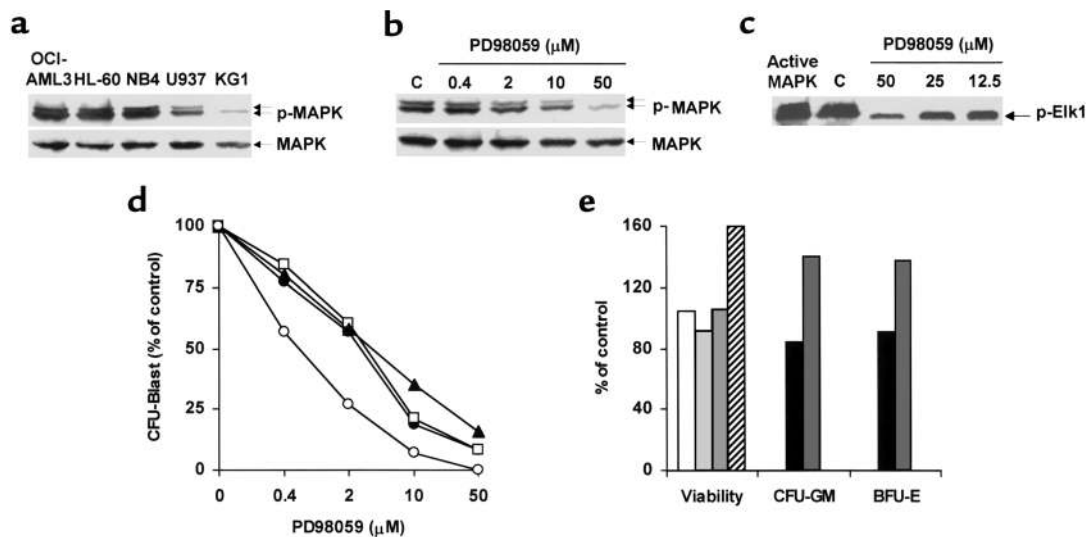 a
OCI-
AML3 HL-60 NB4 U937 KG1
p-MAPK
MAPK
b
PD98059 (μM)
C 0.4 2 10 50
p-MAPK
MAPK
c
PD98059 (μM)
Active
MAPK C 50 25 12.5
p-Elk1
d
CFU-Blast (% of control)
100
75
50
25
0
0 0.4 2 10 50
PD98059 (μM)
e
% of control
160
120
80
40
0
Viability CFU-GM BFU-E